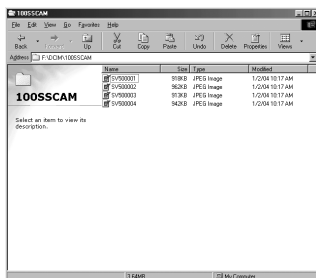 100SSCAM
File Edit View Go Favorites Help
Back Forward Up Cut Copy Paste Undo Delete Properties Views
Address F:\DCIM\100SSCAM
Name Size Type Modified
SV500001 918KB JPEG Image 1/2/04 10:17 AM
SV500002 962KB JPEG Image 1/2/04 10:17 AM
SV500003 913KB JPEG Image 1/2/04 10:17 AM
SV500004 942KB JPEG Image 1/2/04 10:17 AM
100SSCAM
Select an item to view its
description.
3.64MB My Computer